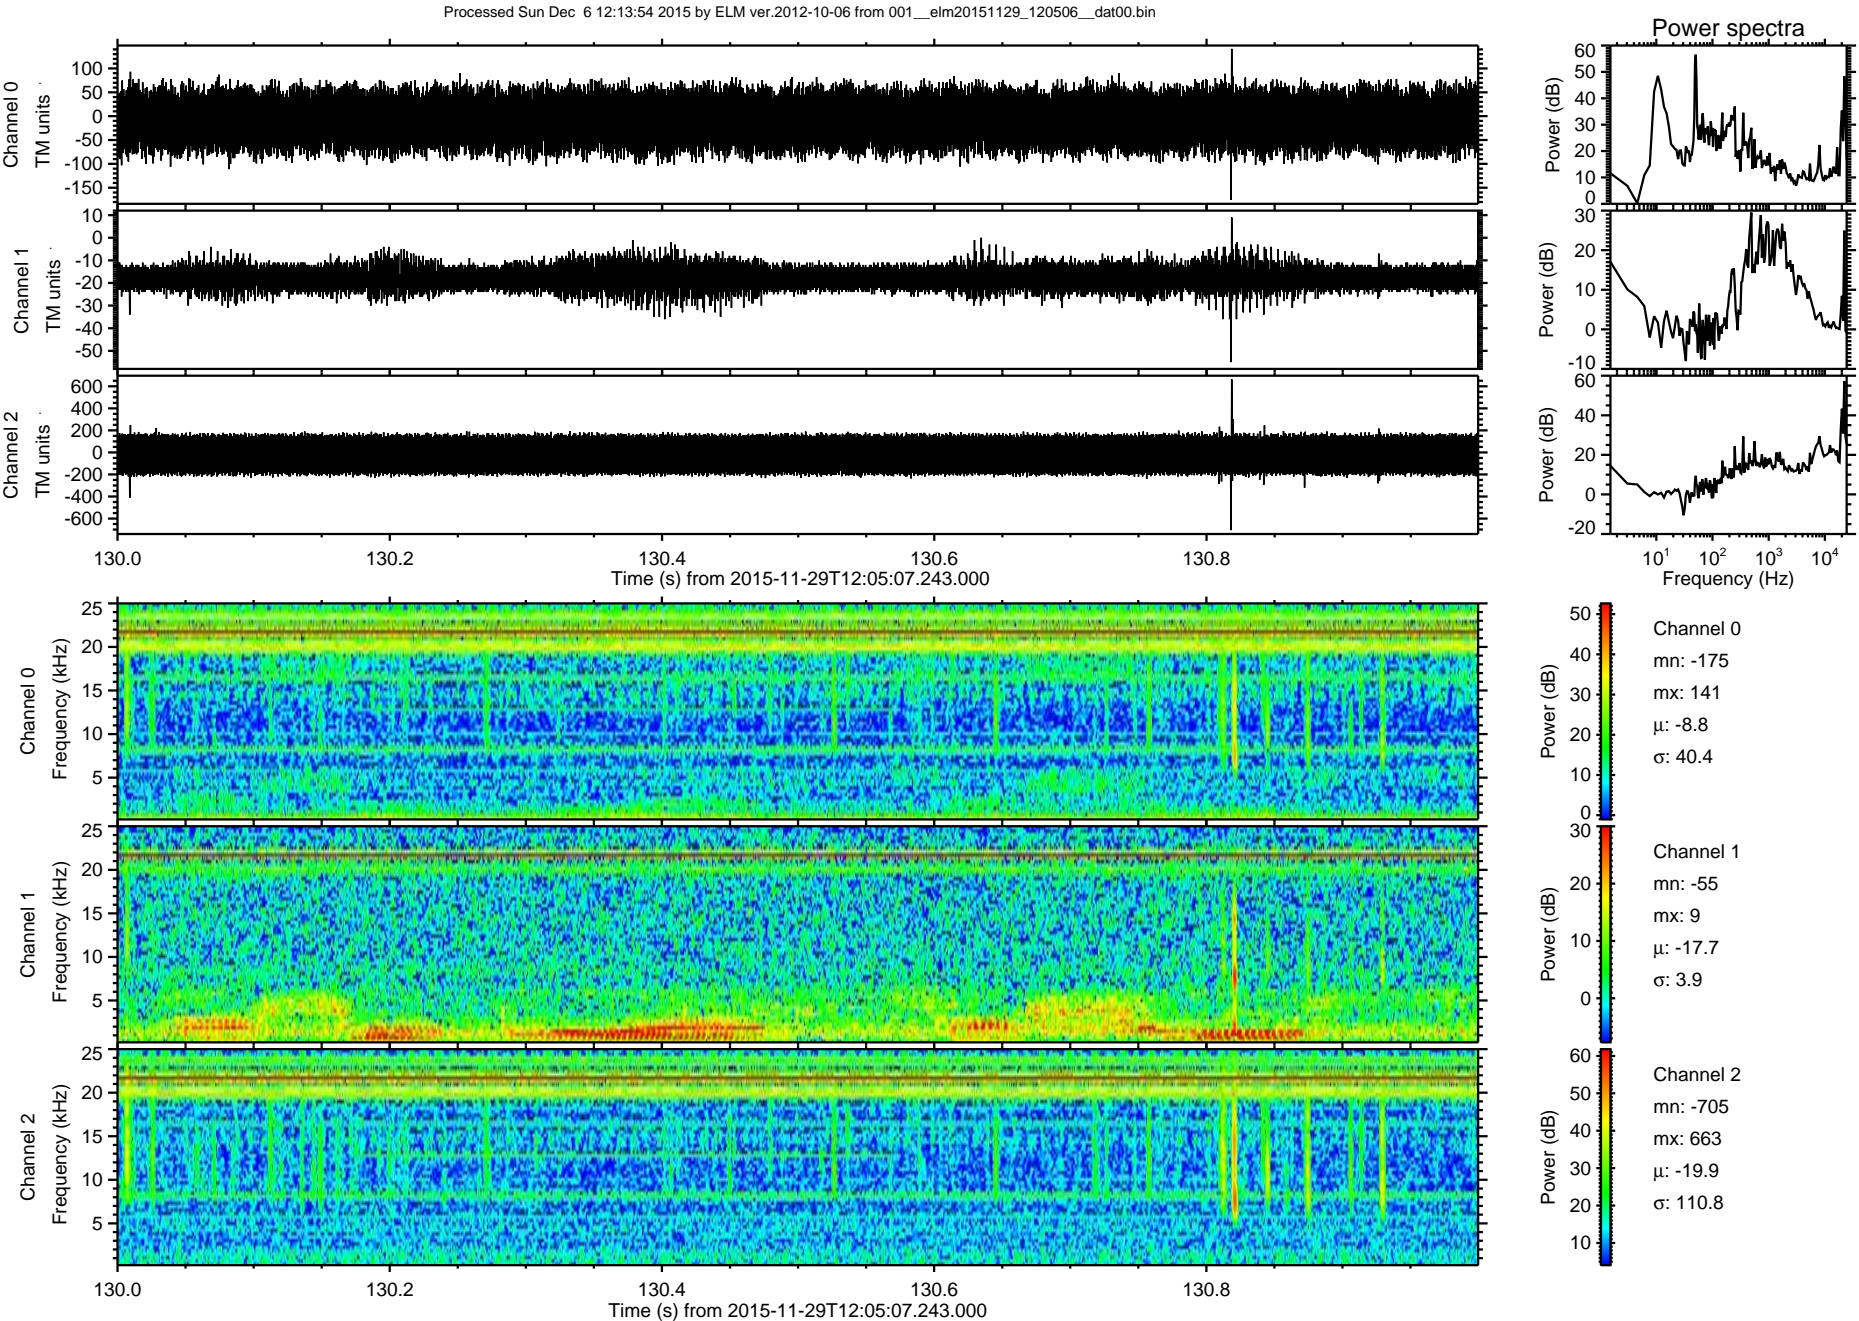 Processed Sun Dec  6 12:13:54 2015 by ELM ver.2012-10-06 from 001__elm20151129_120506__dat00.bin
Power spectra
Channel 0
TM units
100
50
0
-50
-100
-150
Power (dB)
60
50
40
30
20
10
0
Channel 1
TM units
10
0
-10
-20
-30
-40
-50
Power (dB)
30
20
10
0
-10
Channel 2
TM units
600
400
200
0
-200
-400
-600
Power (dB)
60
40
20
0
-20
130.0 130.2 130.4 130.6 130.8
Time (s) from 2015-11-29T12:05:07.243.000
10¹ 10² 10³ 10⁴
Frequency (Hz)
Channel 0
Frequency (kHz)
25
20
15
10
5
Power (dB)
50
40
30
20
10
0
Channel 0
mn: -175
mx: 141
µ: -8.8
σ: 40.4
Channel 1
Frequency (kHz)
25
20
15
10
5
Power (dB)
30
20
10
0
Channel 1
mn: -55
mx: 9
µ: -17.7
σ: 3.9
Channel 2
Frequency (kHz)
25
20
15
10
5
Power (dB)
60
50
40
30
20
10
Channel 2
mn: -705
mx: 663
µ: -19.9
σ: 110.8
130.0 130.2 130.4 130.6 130.8
Time (s) from 2015-11-29T12:05:07.243.000